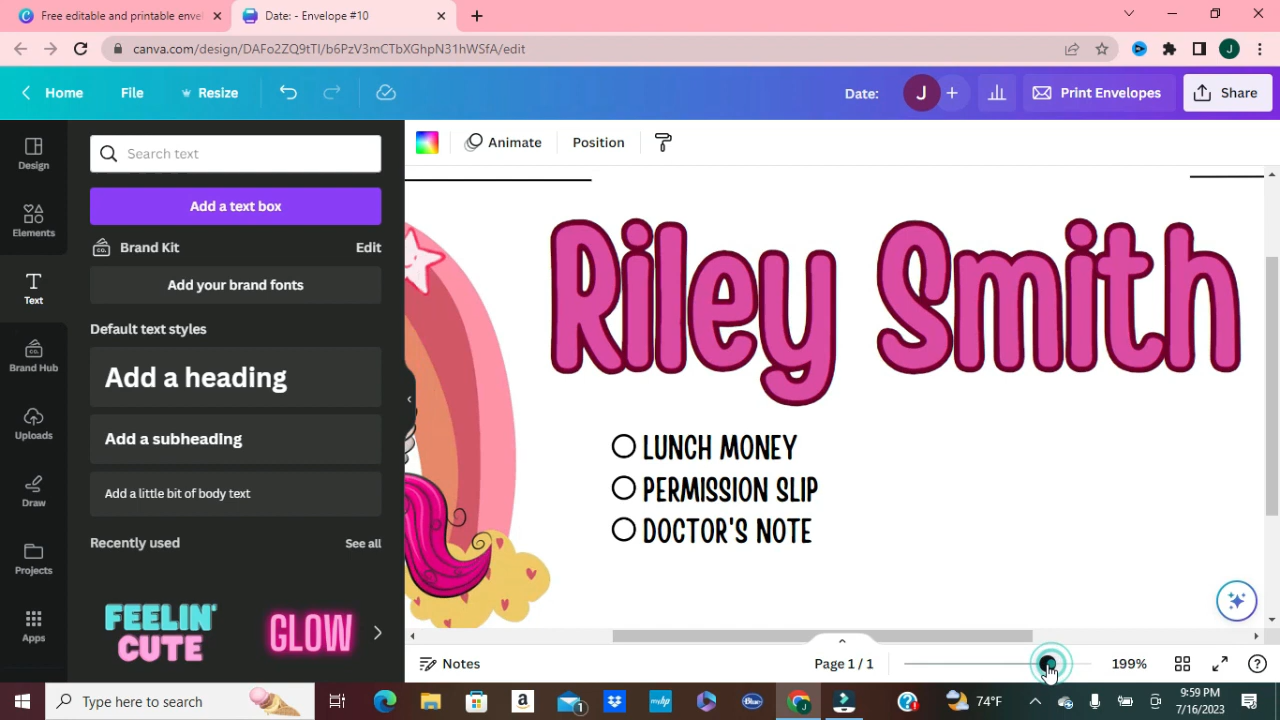 Free editable and printable enve
Date: - Envelope #10
canva.com/design/DAFo2ZQ9tTI/b6PzV3mCTbXGhpN31hWSfA/edit
J
Home
File
Resize
Date:
J
Print Envelopes
Share
Design
Elements
Text
Brand Hub
Uploads
Draw
Projects
Apps
Search text
Add a text box
CO.
Brand Kit
Edit
Add your brand fonts
Default text styles
Add a heading
Add a subheading
Add a little bit of body text
Recently used
See all
FEELIN'
CUTE
GLOW
Animate
Position
Riley Smith
LUNCH MONEY
PERMISSION SLIP
DOCTOR'S NOTE
Notes
Page 1 / 1
199%
Type here to search
74°F
9:59 PM
7/16/2023